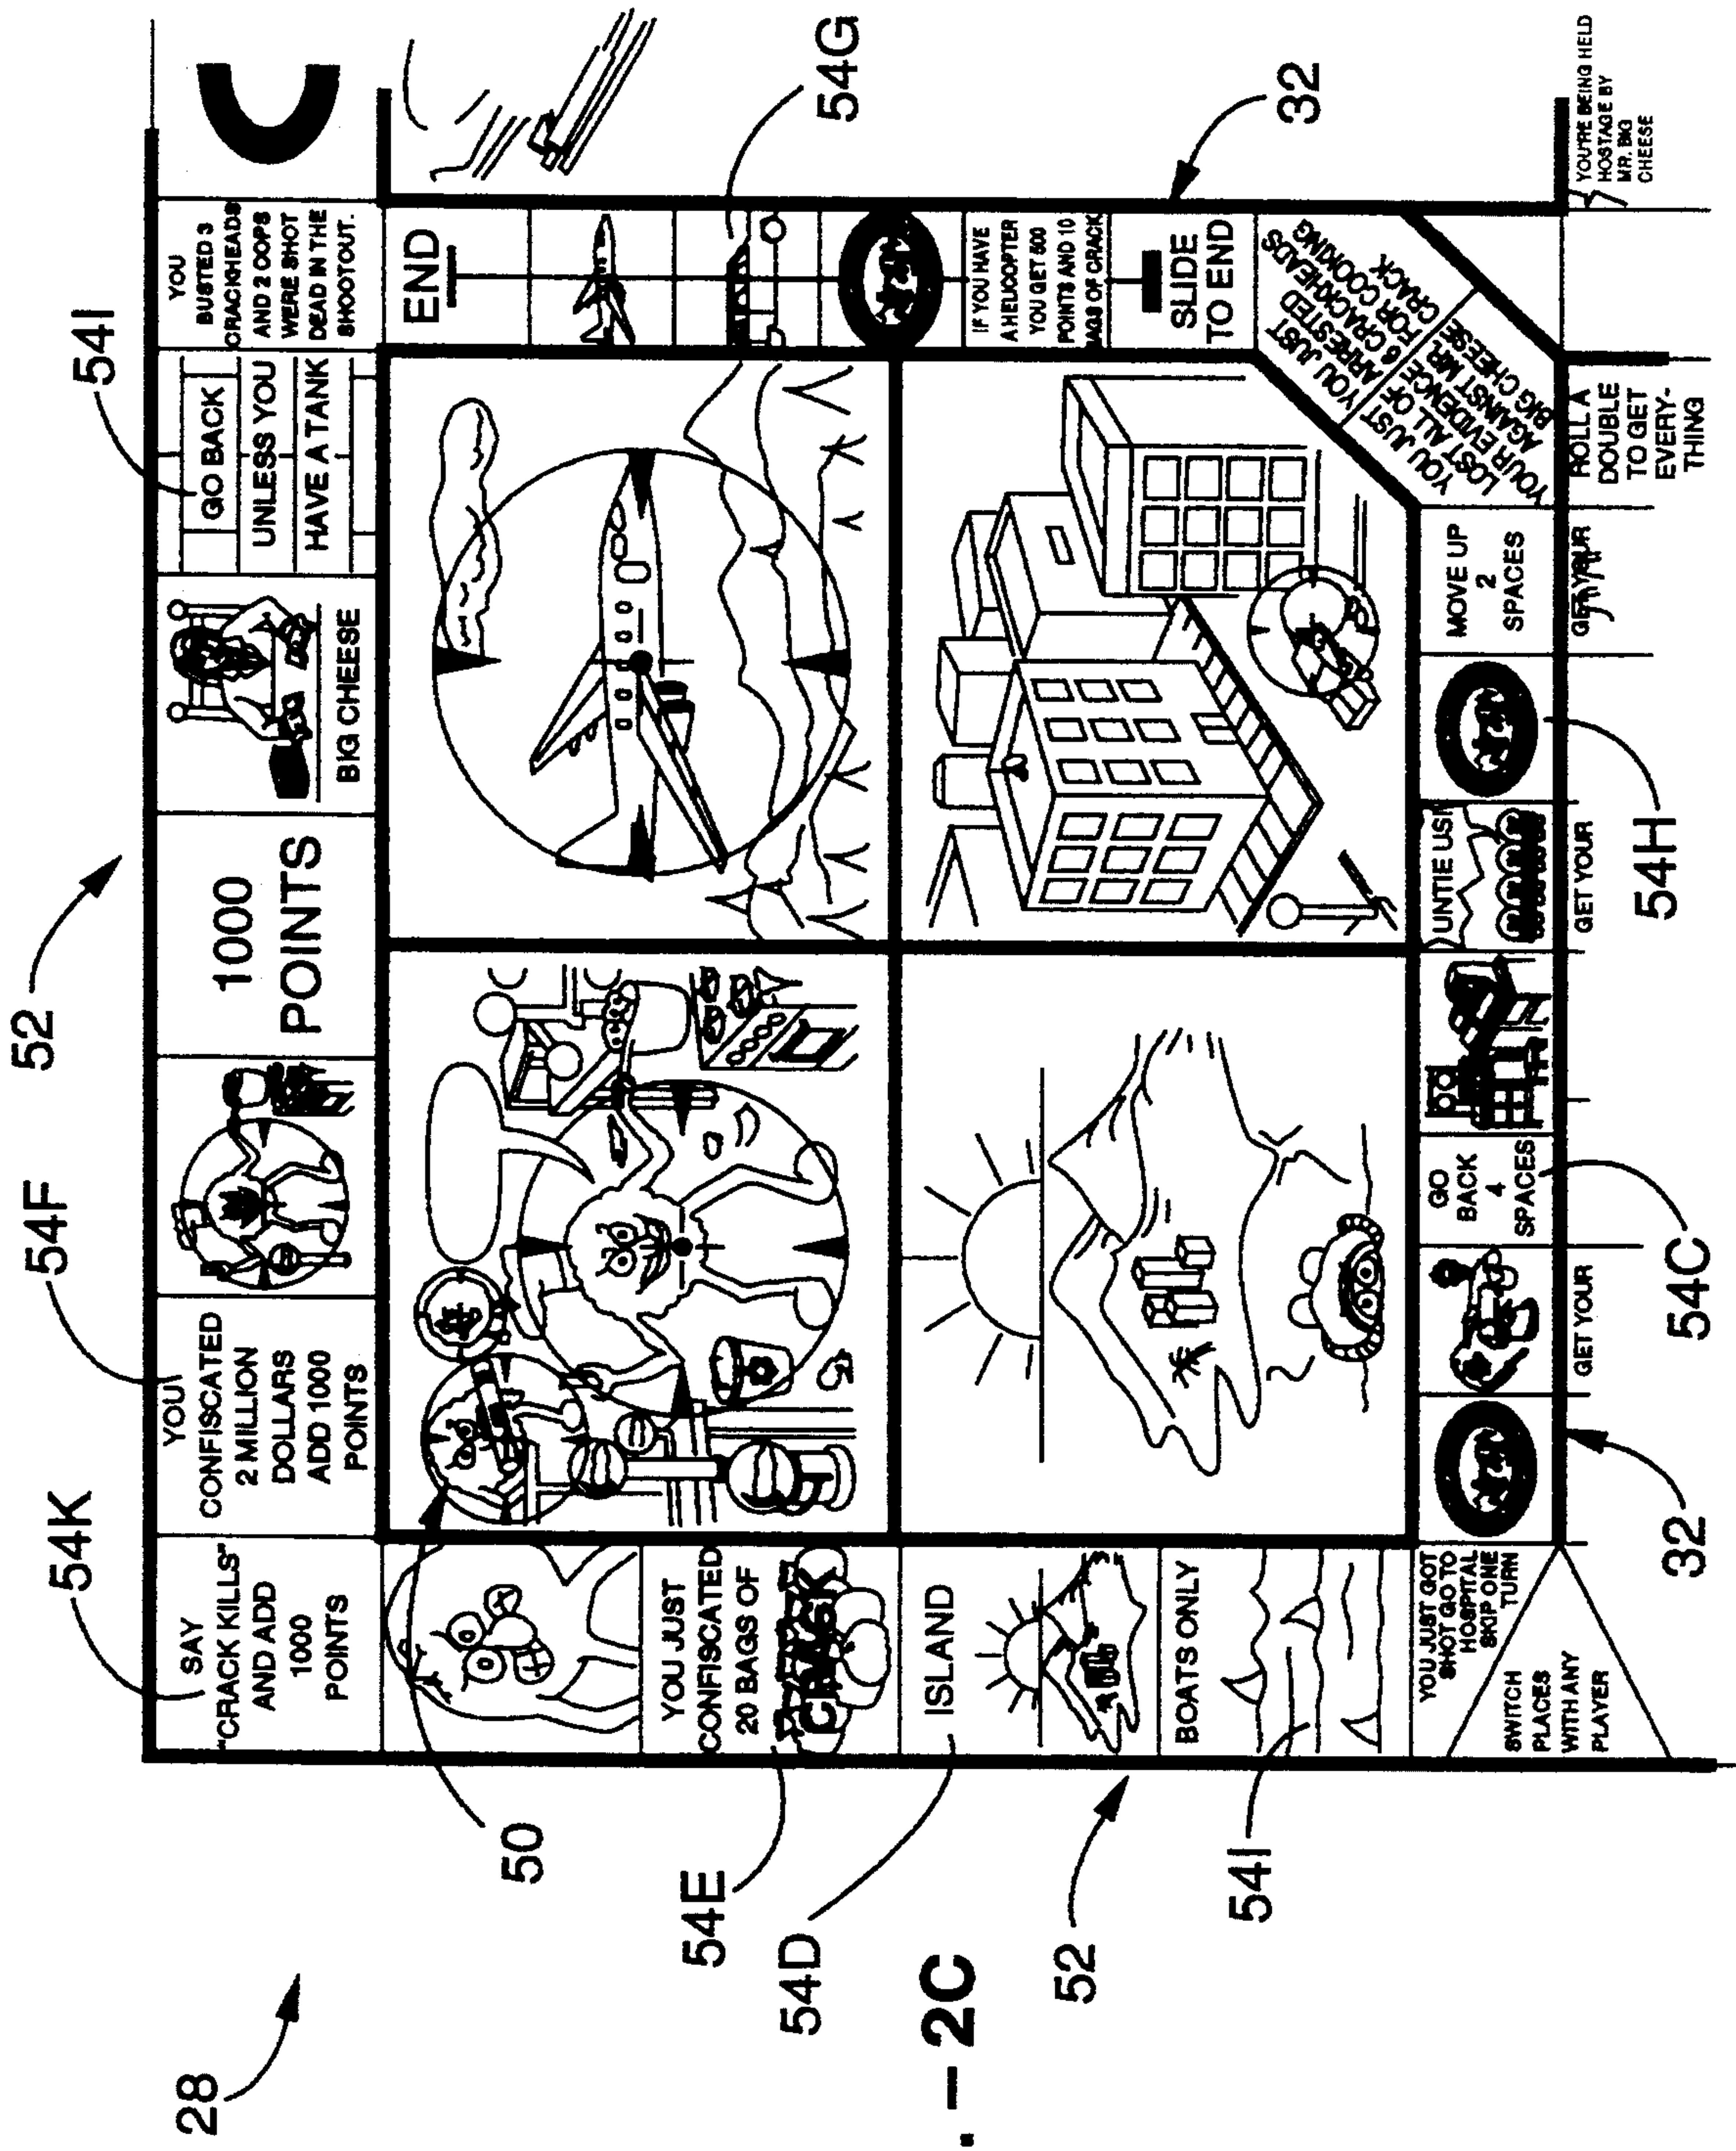 28
52
54K
54F
54I
SAY
"CRACK KILLS"
AND ADD
1000
POINTS
YOU
CONFISCATED
2 MILLION
DOLLARS
ADD 1000
POINTS
1000
POINTS
BIG CHEESE
GO BACK
UNLESS YOU
HAVE A TANK
YOU
BUSTED 3
CRACKHEADS
AND 2 COPS
WERE SHOT
DEAD IN THE
SHOOTOUT.
50
54G
END
IF YOU HAVE
A HELICOPTER
YOU GET 500
POINTS AND 10
BAGS OF CRACK
SLIDE
TO END
32
54E
YOU JUST
CONFISCATED
20 BAGS OF
CRACK
54D
ISLAND
52
BOATS ONLY
54I
YOU JUST
ARRESTED
6 CRACKHEADS
FOR COOKING
CRACK
YOU JUST
LOST ALL OF
YOUR EVIDENCE
AGAINST MR.
BIG CHEESE
YOU JUST GOT
SHOT GO TO
HOSPITAL
SKIP ONE
TURN
SWITCH
PLACES
WITH ANY
PLAYER
GO
BACK
4
SPACES
UNTIE US!
MOVE UP
2
SPACES
GET YOUR
GET YOUR
GET YOUR
ROLL A
DOUBLE
TO GET
EVERY-
THING
YOU'RE BEING HELD
HOSTAGE BY
MR. BIG
CHEESE
32
54C
54H
. - 2C